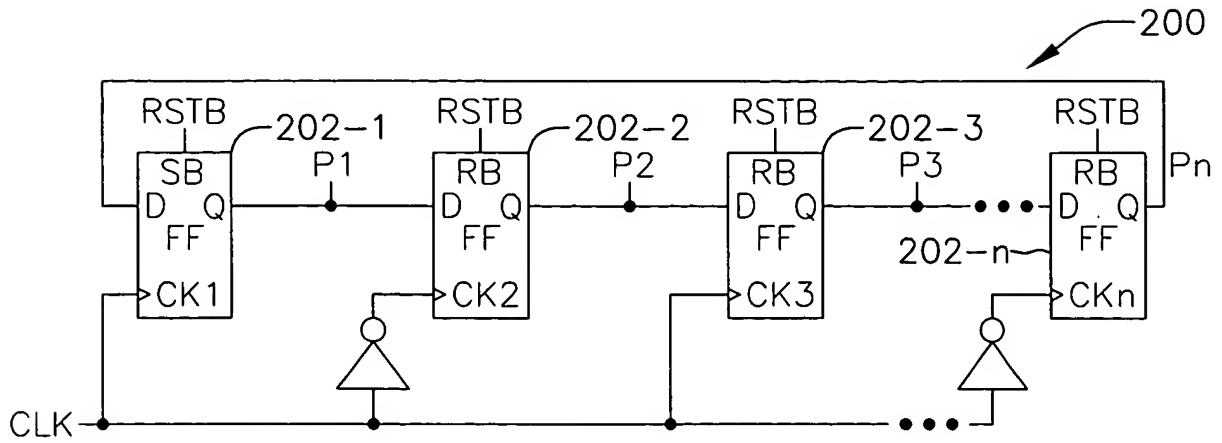 200
RSTB RSTB RSTB RSTB
202-1 202-2 202-3
SB P1 RB P2 RB P3 RB Pn
D Q D Q D Q D Q
FF FF FF FF
202-n
CK1 CK2 CK3 CKn
CLK